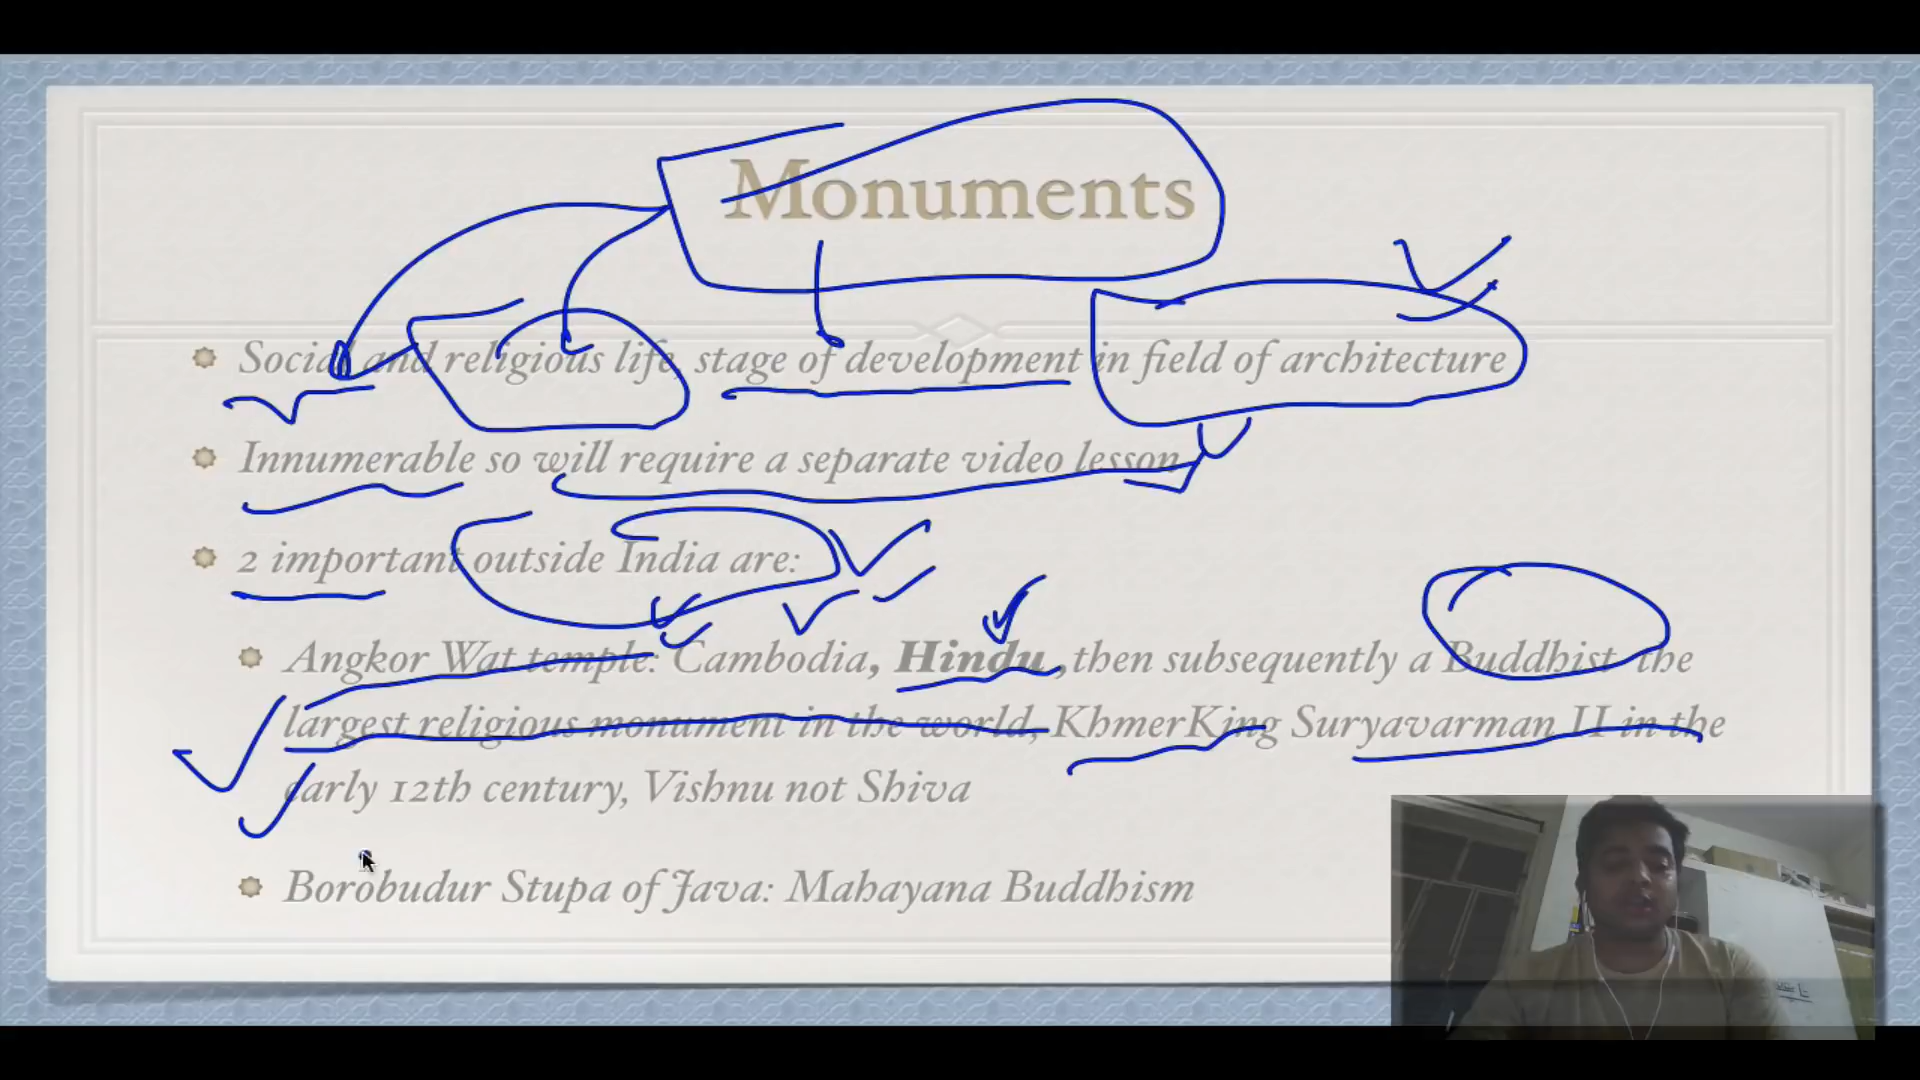 Monuments
Social and religious life, stage of development in field of architecture
Innumerable so will require a separate video lesson
2 important outside India are:
Angkor Wat temple: Cambodia, Hindu, then subsequently a Buddhist, the
largest religious monument in the world, KhmerKing Suryavarman II in the
early 12th century, Vishnu not Shiva
Borobudur Stupa of Java: Mahayana Buddhism